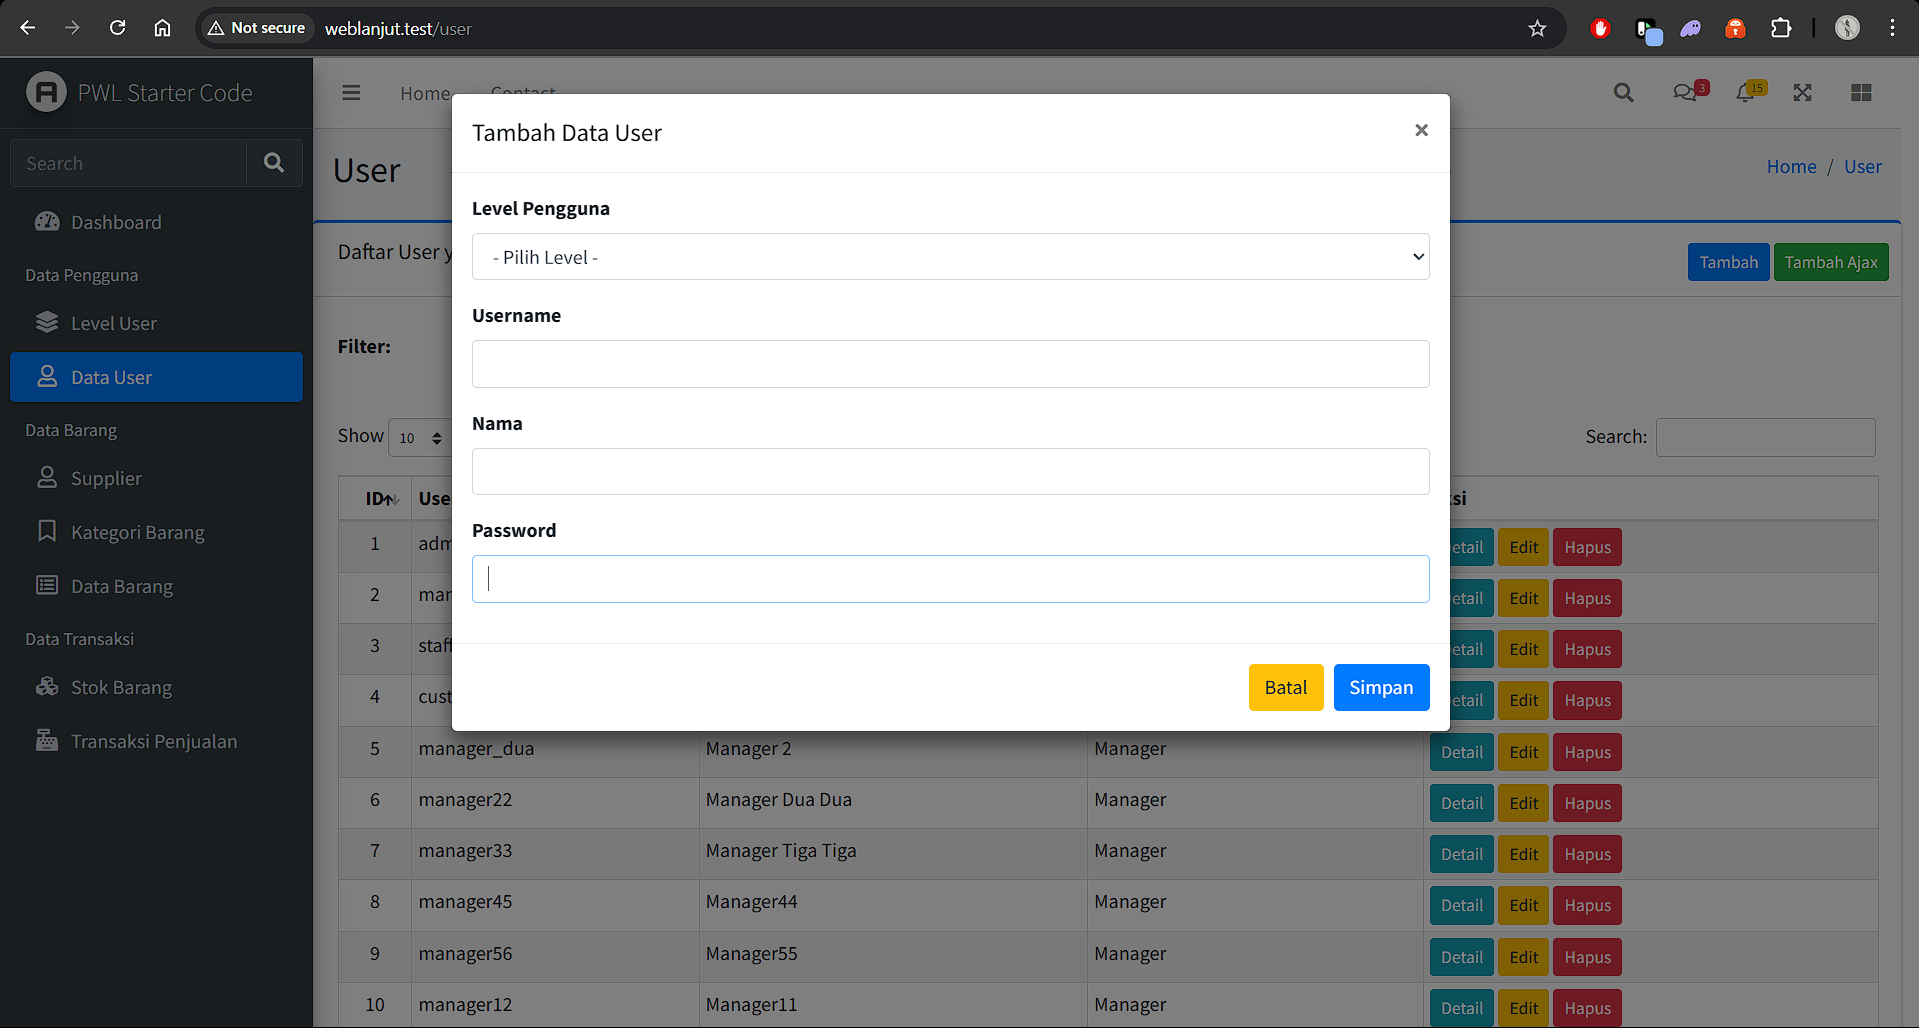 Not secure weblanjut.test/user
PWL Starter Code
Home Contact
3
15
Search
Dashboard
Data Pengguna
Level User
Data User
Data Barang
Supplier
Kategori Barang
Data Barang
Data Transaksi
Stok Barang
Transaksi Penjualan
User
Home / User
Daftar User y
Tambah Tambah Ajax
Filter:
Show 10
Search:
ID Use si
1 adm etail Edit Hapus
2 mar etail Edit Hapus
3 staff etail Edit Hapus
4 cust etail Edit Hapus
5 manager_dua Manager 2 Manager Detail Edit Hapus
6 manager22 Manager Dua Dua Manager Detail Edit Hapus
7 manager33 Manager Tiga Tiga Manager Detail Edit Hapus
8 manager45 Manager44 Manager Detail Edit Hapus
9 manager56 Manager55 Manager Detail Edit Hapus
10 manager12 Manager11 Manager Detail Edit Hapus
Tambah Data User ×
Level Pengguna
- Pilih Level -
Username
Nama
Password
Batal Simpan